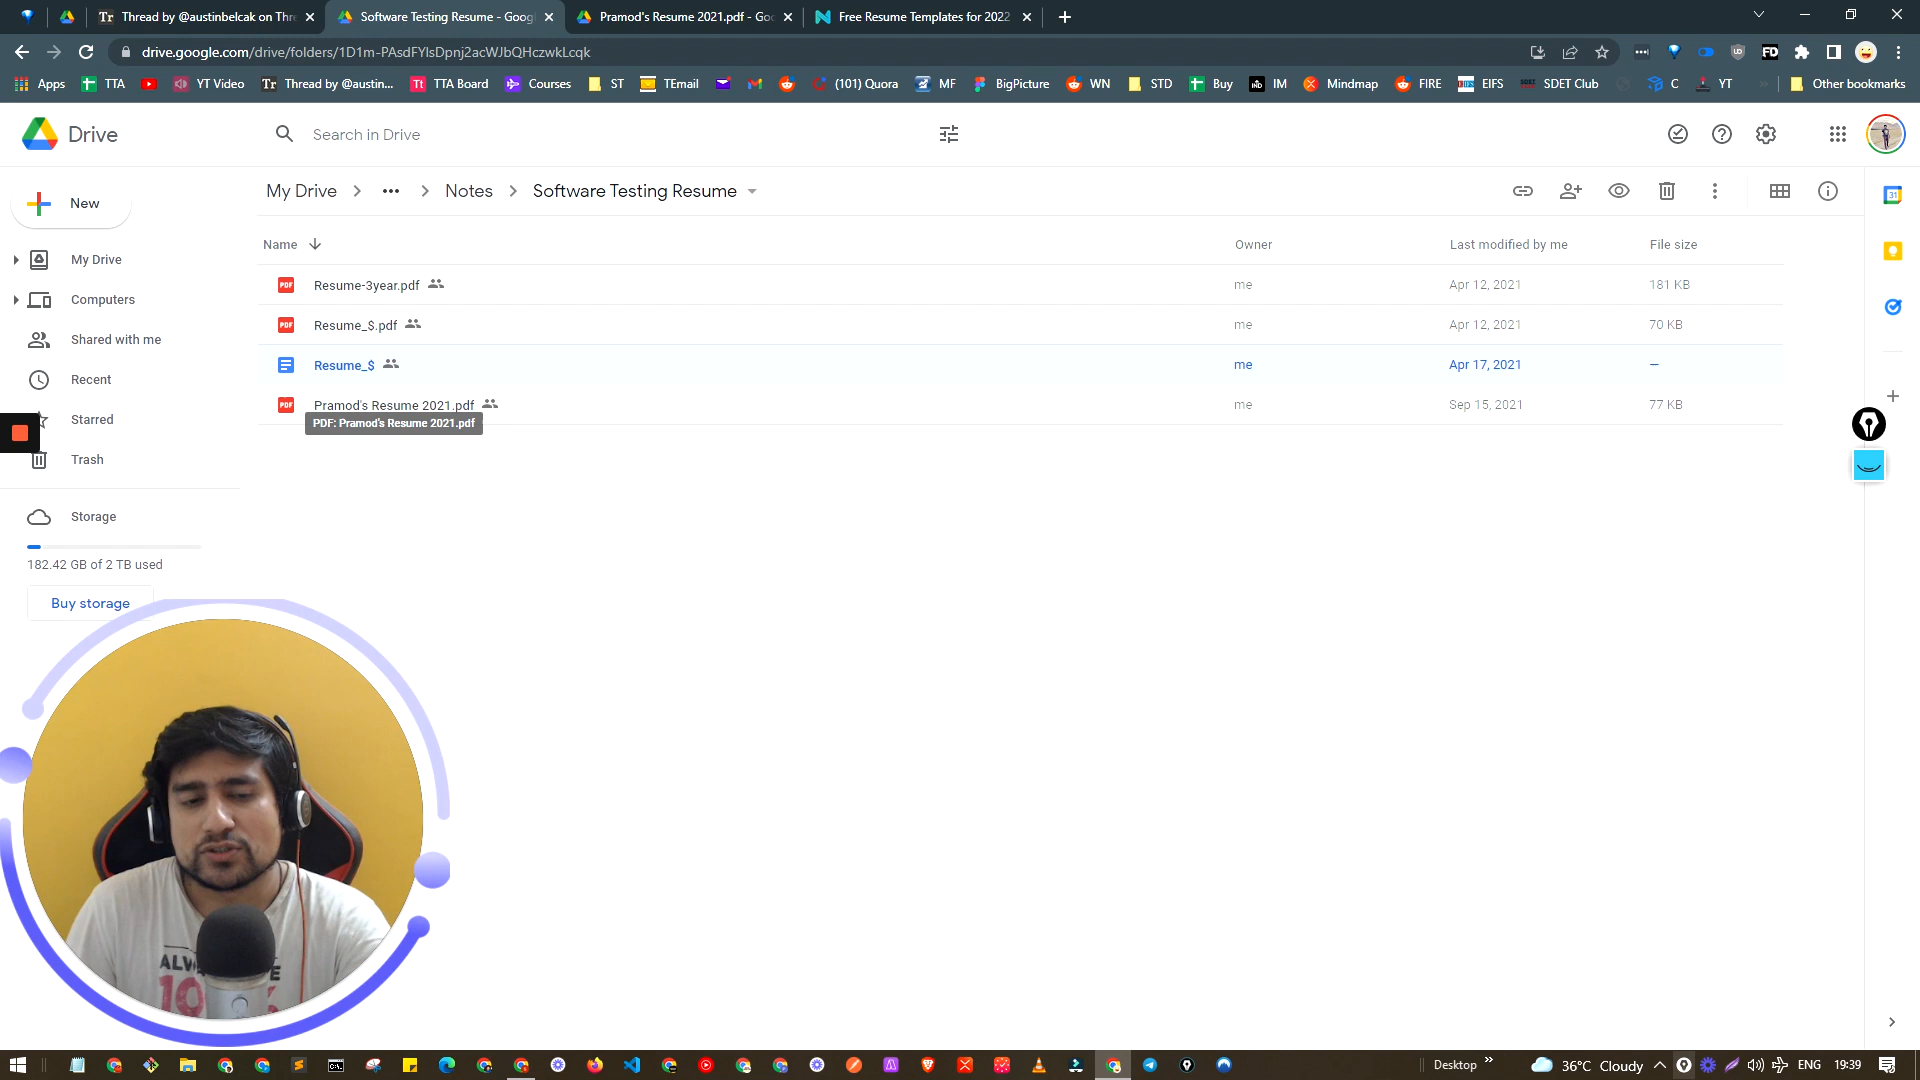 Thread by @austinbelcak on Thre
Software Testing Resume - Googl
Pramod's Resume 2021.pdf - Goo
Free Resume Templates for 2022
drive.google.com/drive/folders/1D1m-PAsdFYlsDpnj2acWJbQHczwkLcqk
Apps
TTA
YT Video
Thread by @austin...
TTA Board
Courses
ST
TEmail
(101) Quora
MF
BigPicture
WN
STD
Buy
IM
Mindmap
FIRE
EIFS
SDET Club
C
YT
Other bookmarks
Drive
Search in Drive
My Drive
Notes
Software Testing Resume
New
Name
Owner
Last modified by me
File size
My Drive
Computers
Shared with me
Recent
Starred
Trash
PDF Resume-3year.pdf me Apr 12, 2021 181 KB
PDF Resume_$.pdf me Apr 12, 2021 70 KB
Resume_$ me Apr 17, 2021 —
PDF Pramod's Resume 2021.pdf me Sep 15, 2021 77 KB
PDF: Pramod's Resume 2021.pdf
Storage
182.42 GB of 2 TB used
Buy storage
Desktop
36°C Cloudy
ENG
19:39